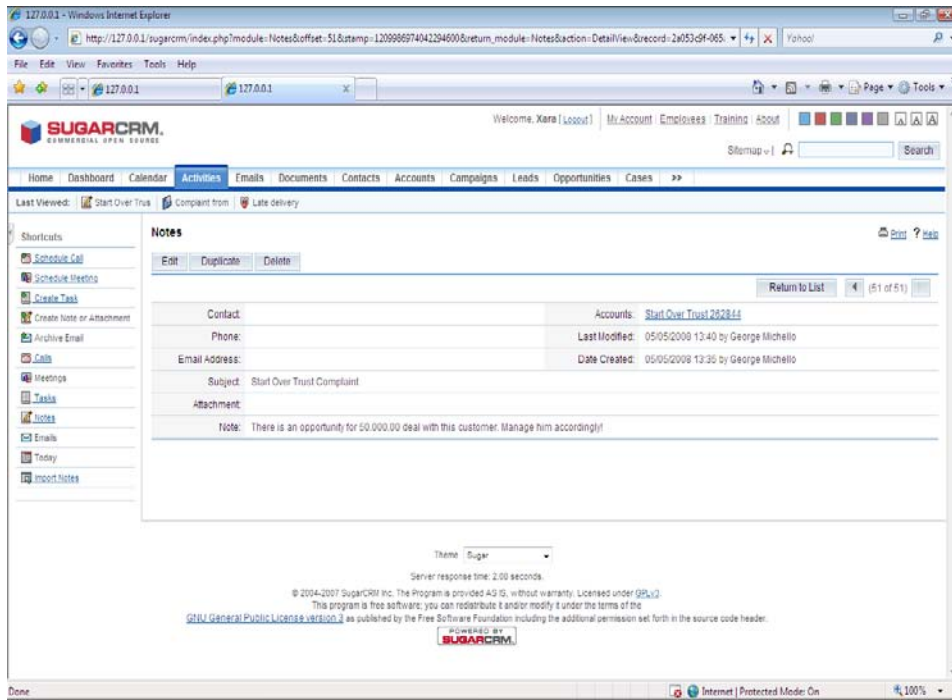 127.0.0.1 - Windows Internet Explorer
http://127.0.0.1/sugarcrm/index.php?module=Notes&offset=51&stamp=1209986974042294600&return_module=Notes&action=DetailView&record=2a053c9f-065 Yahoo!
File Edit View Favorites Tools Help
127.0.0.1 127.0.0.1 x Page Tools
SUGARCRM.
COMMERCIAL OPEN SOURCE
Welcome, Xara [ Logout ] My Account Employees Training About A A A
Sitemap Search
Home Dashboard Calendar Activities Emails Documents Contacts Accounts Campaigns Leads Opportunities Cases >>
Last Viewed: Start Over Trus Complaint from Late delivery
Shortcuts
Schedule Call
Schedule Meeting
Create Task
Create Note or Attachment
Archive Email
Calls
Meetings
Tasks
Notes
Emails
Today
Import Notes
Notes
Print ? Help
Edit Duplicate Delete
Return to List (51 of 51)
Contact:
Accounts: Start Over Trust 262844
Phone:
Last Modified: 05/05/2008 13:40 by George Michello
Email Address:
Date Created: 05/05/2008 13:35 by George Michello
Subject: Start Over Trust Complaint
Attachment:
Note: There is an opportunity for 50.000.00 deal with this customer. Manage him accordingly!
Theme Sugar
Server response time: 2.00 seconds.
© 2004-2007 SugarCRM Inc. The Program is provided AS IS, without warranty. Licensed under GPLv3.
This program is free software; you can redistribute it and/or modify it under the terms of the
GNU General Public License version 3 as published by the Free Software Foundation including the additional permission set forth in the source code header.
POWERED BY
SUGARCRM.
Done Internet | Protected Mode: On 100%